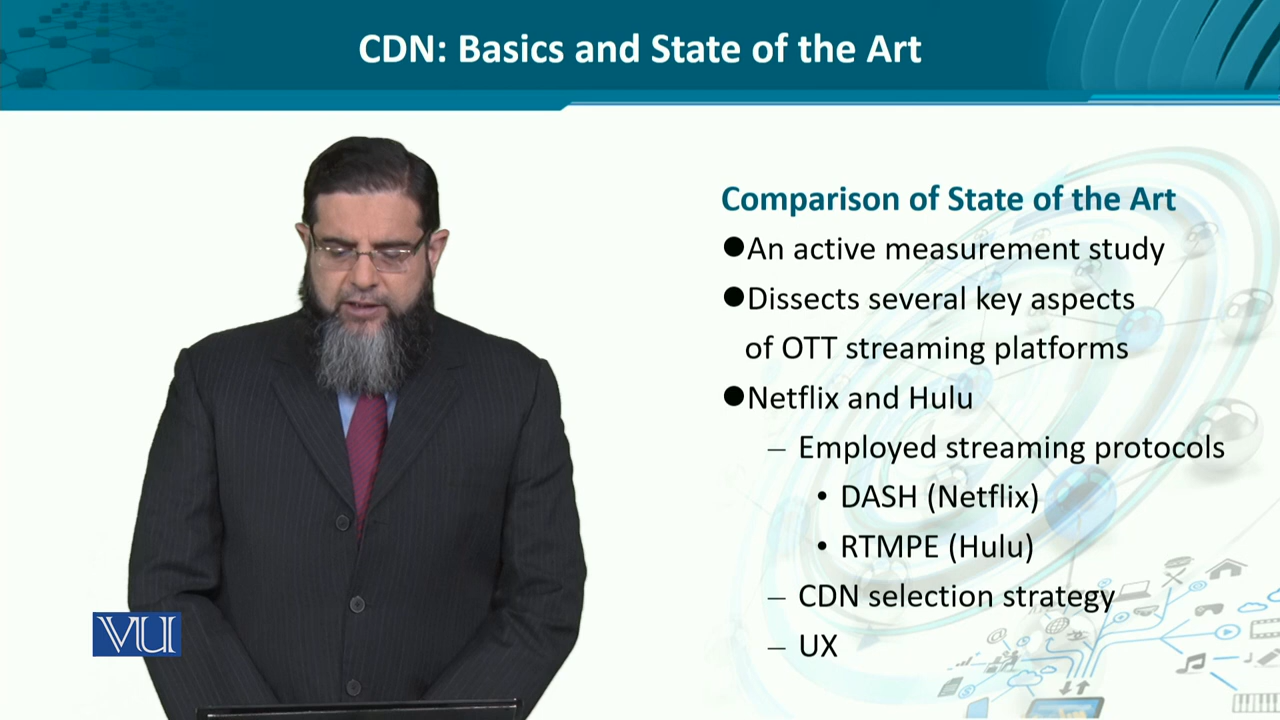 CDN: Basics and State of the Art
Comparison of State of the Art
●An active measurement study
●Dissects several key aspects
of OTT streaming platforms
●Netflix and Hulu
– Employed streaming protocols
• DASH (Netflix)
• RTMPE (Hulu)
– CDN selection strategy
– UX
VU